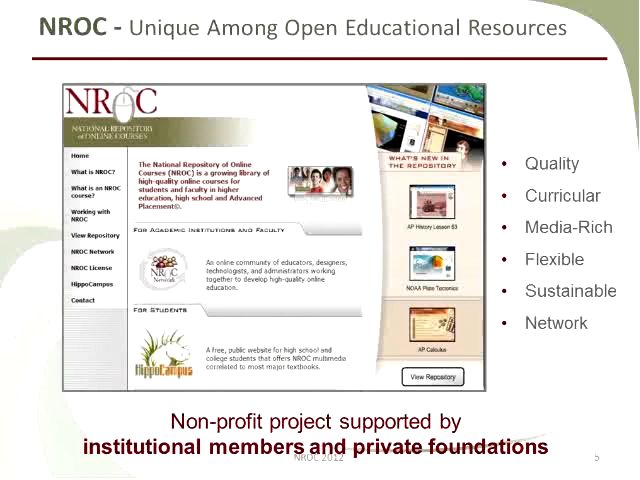 NROC - Unique Among Open Educational Resources
NROC
NATIONAL REPOSITORY
of ONLINE COURSES
Home
What is NROC?
What is an NROC
course?
Working with
NROC
View Repository
NROC Network
NROC License
HippoCampus
Contact
The National Repository of Online
Courses (NROC) is a growing library of
high-quality online courses for
students and faculty in higher
education, high school and Advanced
Placement©.
FOR ACADEMIC INSTITUTIONS AND FACULTY
NROC
Network
An online community of educators, designers,
technologists, and administrators working
together to develop high-quality online
education.
FOR STUDENTS
HippoCampus
A free, public website for high school and
college students that offers NROC multimedia
correlated to most major textbooks.
WHAT'S NEW IN
THE REPOSITORY
AP History Lesson 63
NOAA Plate Tectonics
AP Calculus
View Repository
• Quality
• Curricular
• Media-Rich
• Flexible
• Sustainable
• Network
Non-profit project supported by
institutional members and private foundations
NROC 2012
5